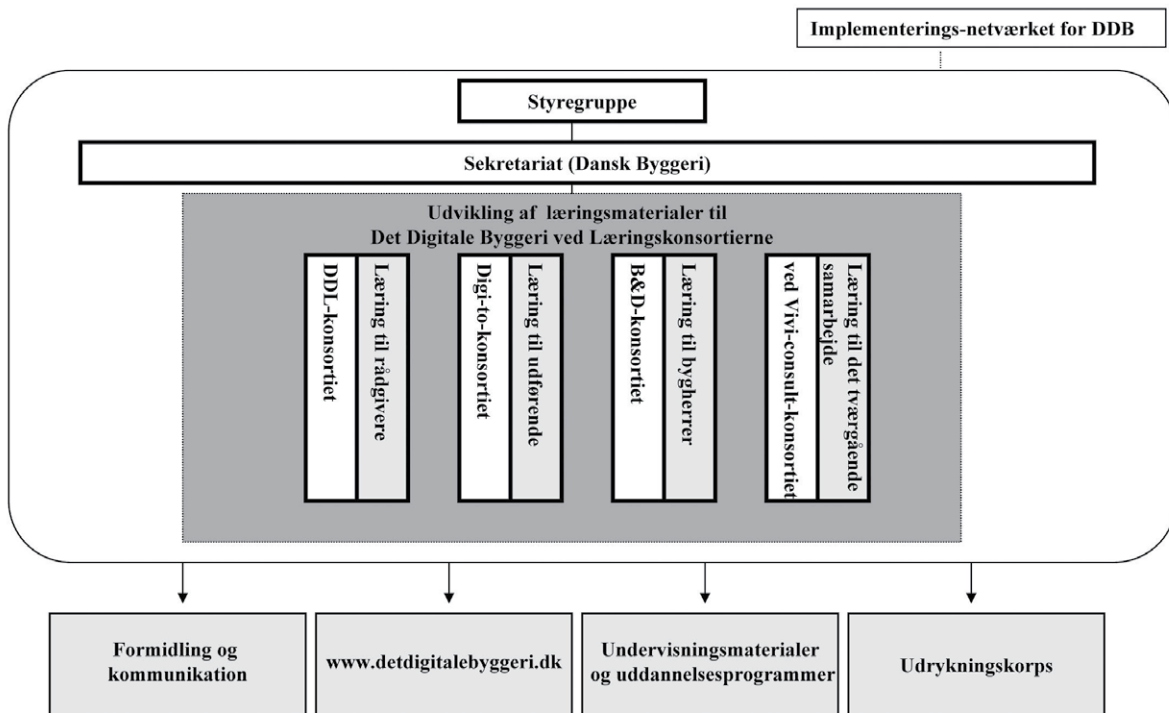 Implementerings-netværket for DDB
Styregruppe
Sekretariat (Dansk Byggeri)
Udvikling af læringsmaterialer til
Det Digitale Byggeri ved Læringskonsortierne
DDL-konsortiet
Læring til rådgivere
Digi-to-konsortiet
Læring til udførende
B&D-konsortiet
Læring til bygherrer
ved Vivi-consult-konsortiet
Læring til det tværgående
samarbejde
Formidling og
kommunikation
www.detdigitalebyggeri.dk
Undervisningsmaterialer
og uddannelsesprogrammer
Udrykningskorps